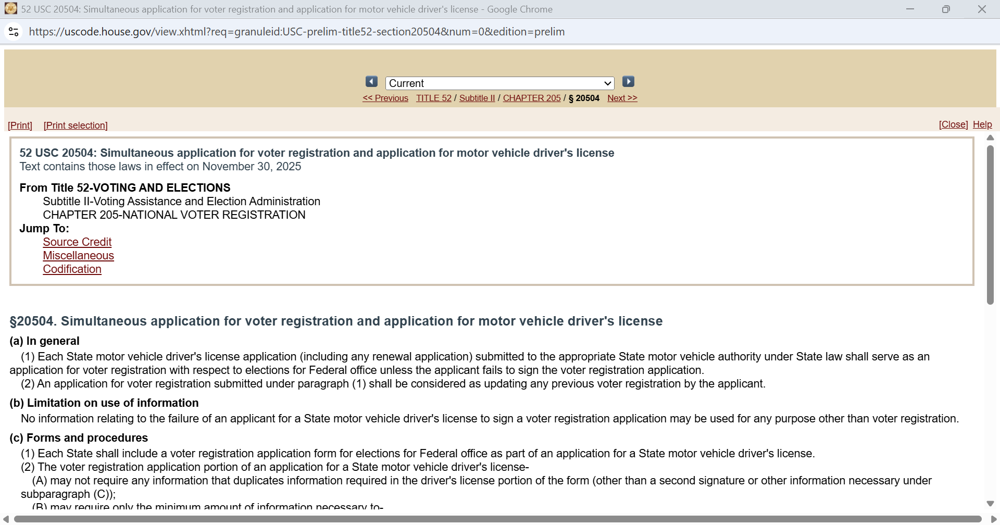 52 USC 20504: Simultaneous application for voter registration and application for motor vehicle driver's license - Google Chrome
https://uscode.house.gov/view.xhtml?req=granuleid:USC-prelim-title52-section20504&num=0&edition=prelim
Current
<< Previous TITLE 52 / Subtitle II / CHAPTER 205 / § 20504 Next >>
[Print] [Print selection] [Close] Help
52 USC 20504: Simultaneous application for voter registration and application for motor vehicle driver's license
Text contains those laws in effect on November 30, 2025
From Title 52-VOTING AND ELECTIONS
Subtitle II-Voting Assistance and Election Administration
CHAPTER 205-NATIONAL VOTER REGISTRATION
Jump To:
Source Credit
Miscellaneous
Codification
§20504. Simultaneous application for voter registration and application for motor vehicle driver's license
(a) In general
(1) Each State motor vehicle driver's license application (including any renewal application) submitted to the appropriate State motor vehicle authority under State law shall serve as an
application for voter registration with respect to elections for Federal office unless the applicant fails to sign the voter registration application.
(2) An application for voter registration submitted under paragraph (1) shall be considered as updating any previous voter registration by the applicant.
(b) Limitation on use of information
No information relating to the failure of an applicant for a State motor vehicle driver's license to sign a voter registration application may be used for any purpose other than voter registration.
(c) Forms and procedures
(1) Each State shall include a voter registration application form for elections for Federal office as part of an application for a State motor vehicle driver's license.
(2) The voter registration application portion of an application for a State motor vehicle driver's license-
(A) may not require any information that duplicates information required in the driver's license portion of the form (other than a second signature or other information necessary under
subparagraph (C));
(B) may require only the minimum amount of information necessary to-